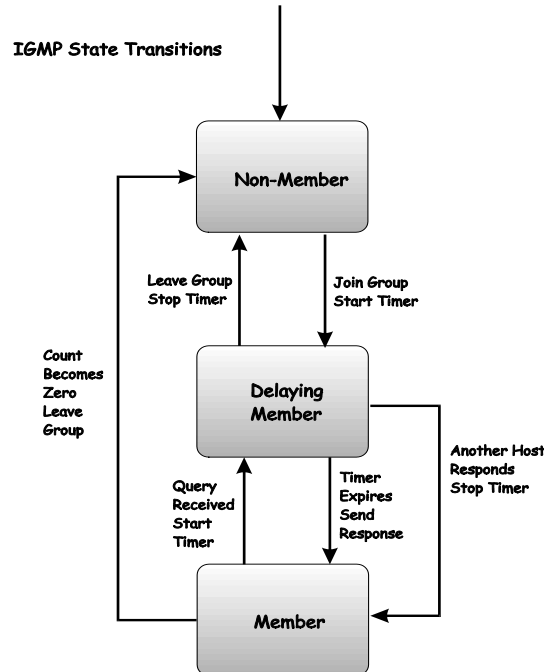 IGMP State Transitions
Non-Member
Leave Group
Stop Timer
Join Group
Start Timer
Count
Becomes
Zero
Leave
Group
Delaying
Member
Another Host
Responds
Stop Timer
Query
Received
Start
Timer
Timer
Expires
Send
Response
Member